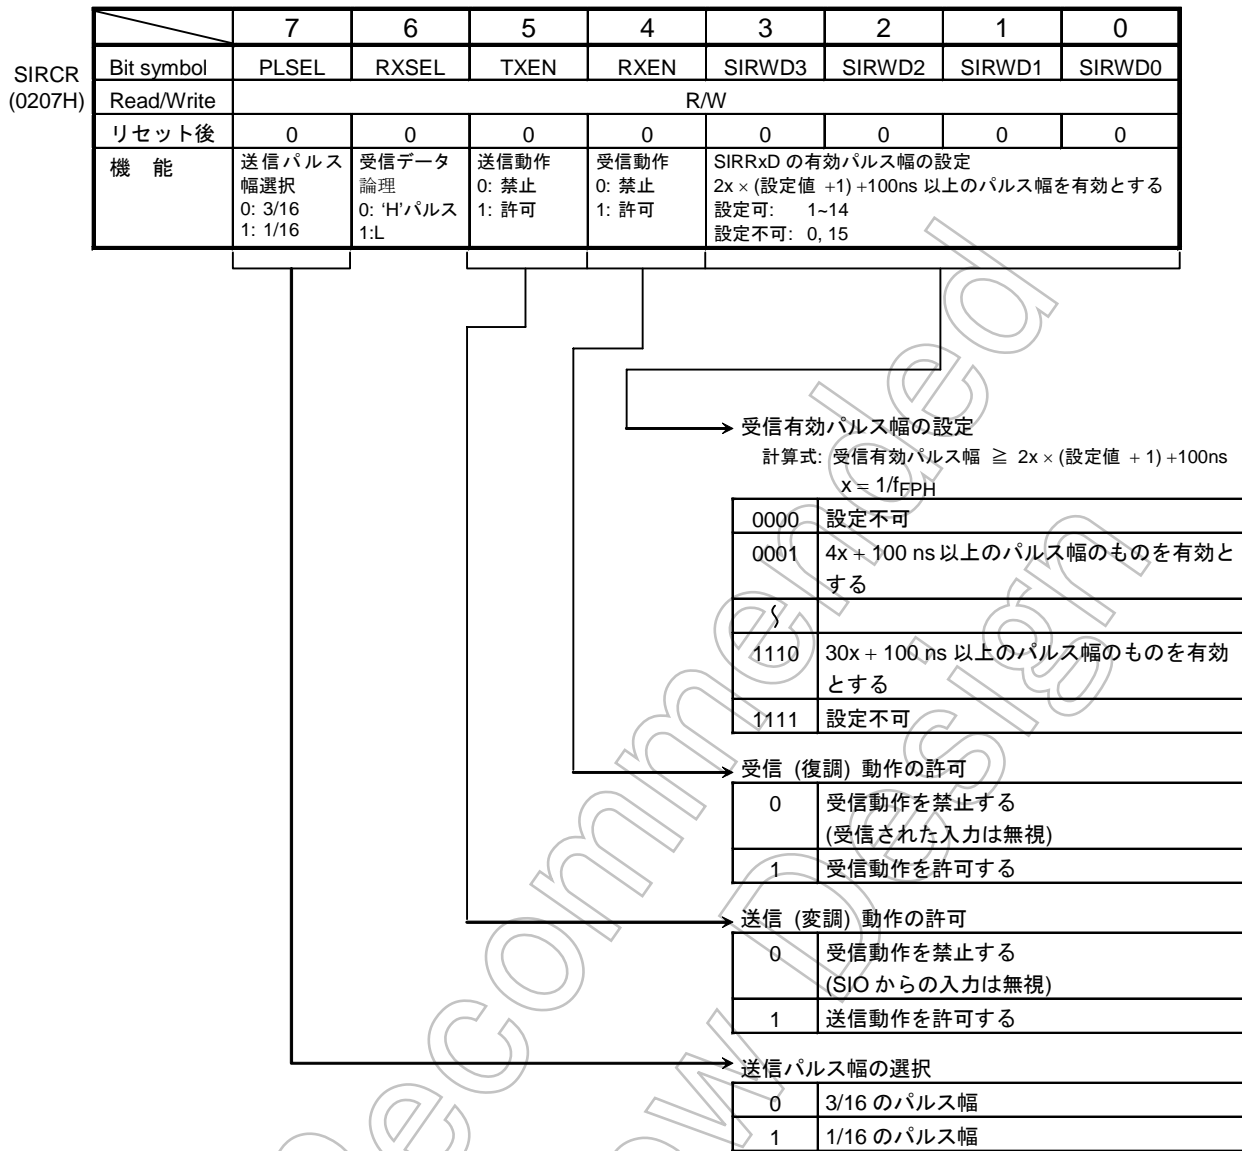 7 6 5 4 3 2 1 0
SIRCR
(0207H)
Bit symbol PLSEL RXSEL TXEN RXEN SIRWD3 SIRWD2 SIRWD1 SIRWD0
Read/Write R/W
リセット後 0 0 0 0 0 0 0 0
機 能
送信パルス
幅選択
0: 3/16
1: 1/16
受信データ
論理
0: ‘H’パルス
1:L
送信動作
0: 禁止
1: 許可
受信動作
0: 禁止
1: 許可
SIRRxD の有効パルス幅の設定
2x × (設定値 +1) +100ns 以上のパルス幅を有効とする
設定可: 1~14
設定不可: 0, 15
受信有効パルス幅の設定
計算式: 受信有効パルス幅 ≧ 2x × (設定値 + 1) +100ns
x = 1/fFPH
0000 設定不可
0001 4x + 100 ns 以上のパルス幅のものを有効と
する
〜
1110 30x + 100 ns 以上のパルス幅のものを有効
とする
1111 設定不可
受信 (復調) 動作の許可
0 受信動作を禁止する
(受信された入力は無視)
1 受信動作を許可する
送信 (変調) 動作の許可
0 受信動作を禁止する
(SIO からの入力は無視)
1 送信動作を許可する
送信パルス幅の選択
0 3/16 のパルス幅
1 1/16 のパルス幅
ecommended
w Design